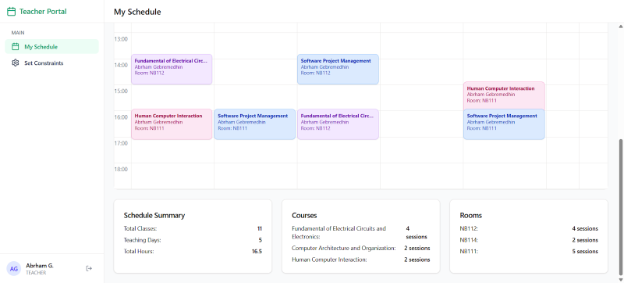 Teacher Portal
My Schedule
MAIN
My Schedule
Set Constraints
13:00
14:00
Fundamental of Electrical Circ...
Abrham Gebremedhin
Room: NB112
Software Project Management
Abrham Gebremedhin
Room: NB112
15:00
Human Computer Interaction
Abrham Gebremedhin
Room: NB111
16:00
Human Computer Interaction
Abrham Gebremedhin
Room: NB111
Software Project Management
Abrham Gebremedhin
Room: NB111
Fundamental of Electrical Circ...
Abrham Gebremedhin
Room: NB112
Software Project Management
Abrham Gebremedhin
Room: NB111
17:00
18:00
Schedule Summary
Total Classes: 11
Teaching Days: 5
Total Hours: 16.5
Courses
Fundamental of Electrical Circuits and Electronics: 4 sessions
Computer Architecture and Organization: 2 sessions
Human Computer Interaction: 2 sessions
Rooms
NB112: 4 sessions
NB114: 2 sessions
NB111: 5 sessions
AG
Abrham G.
TEACHER